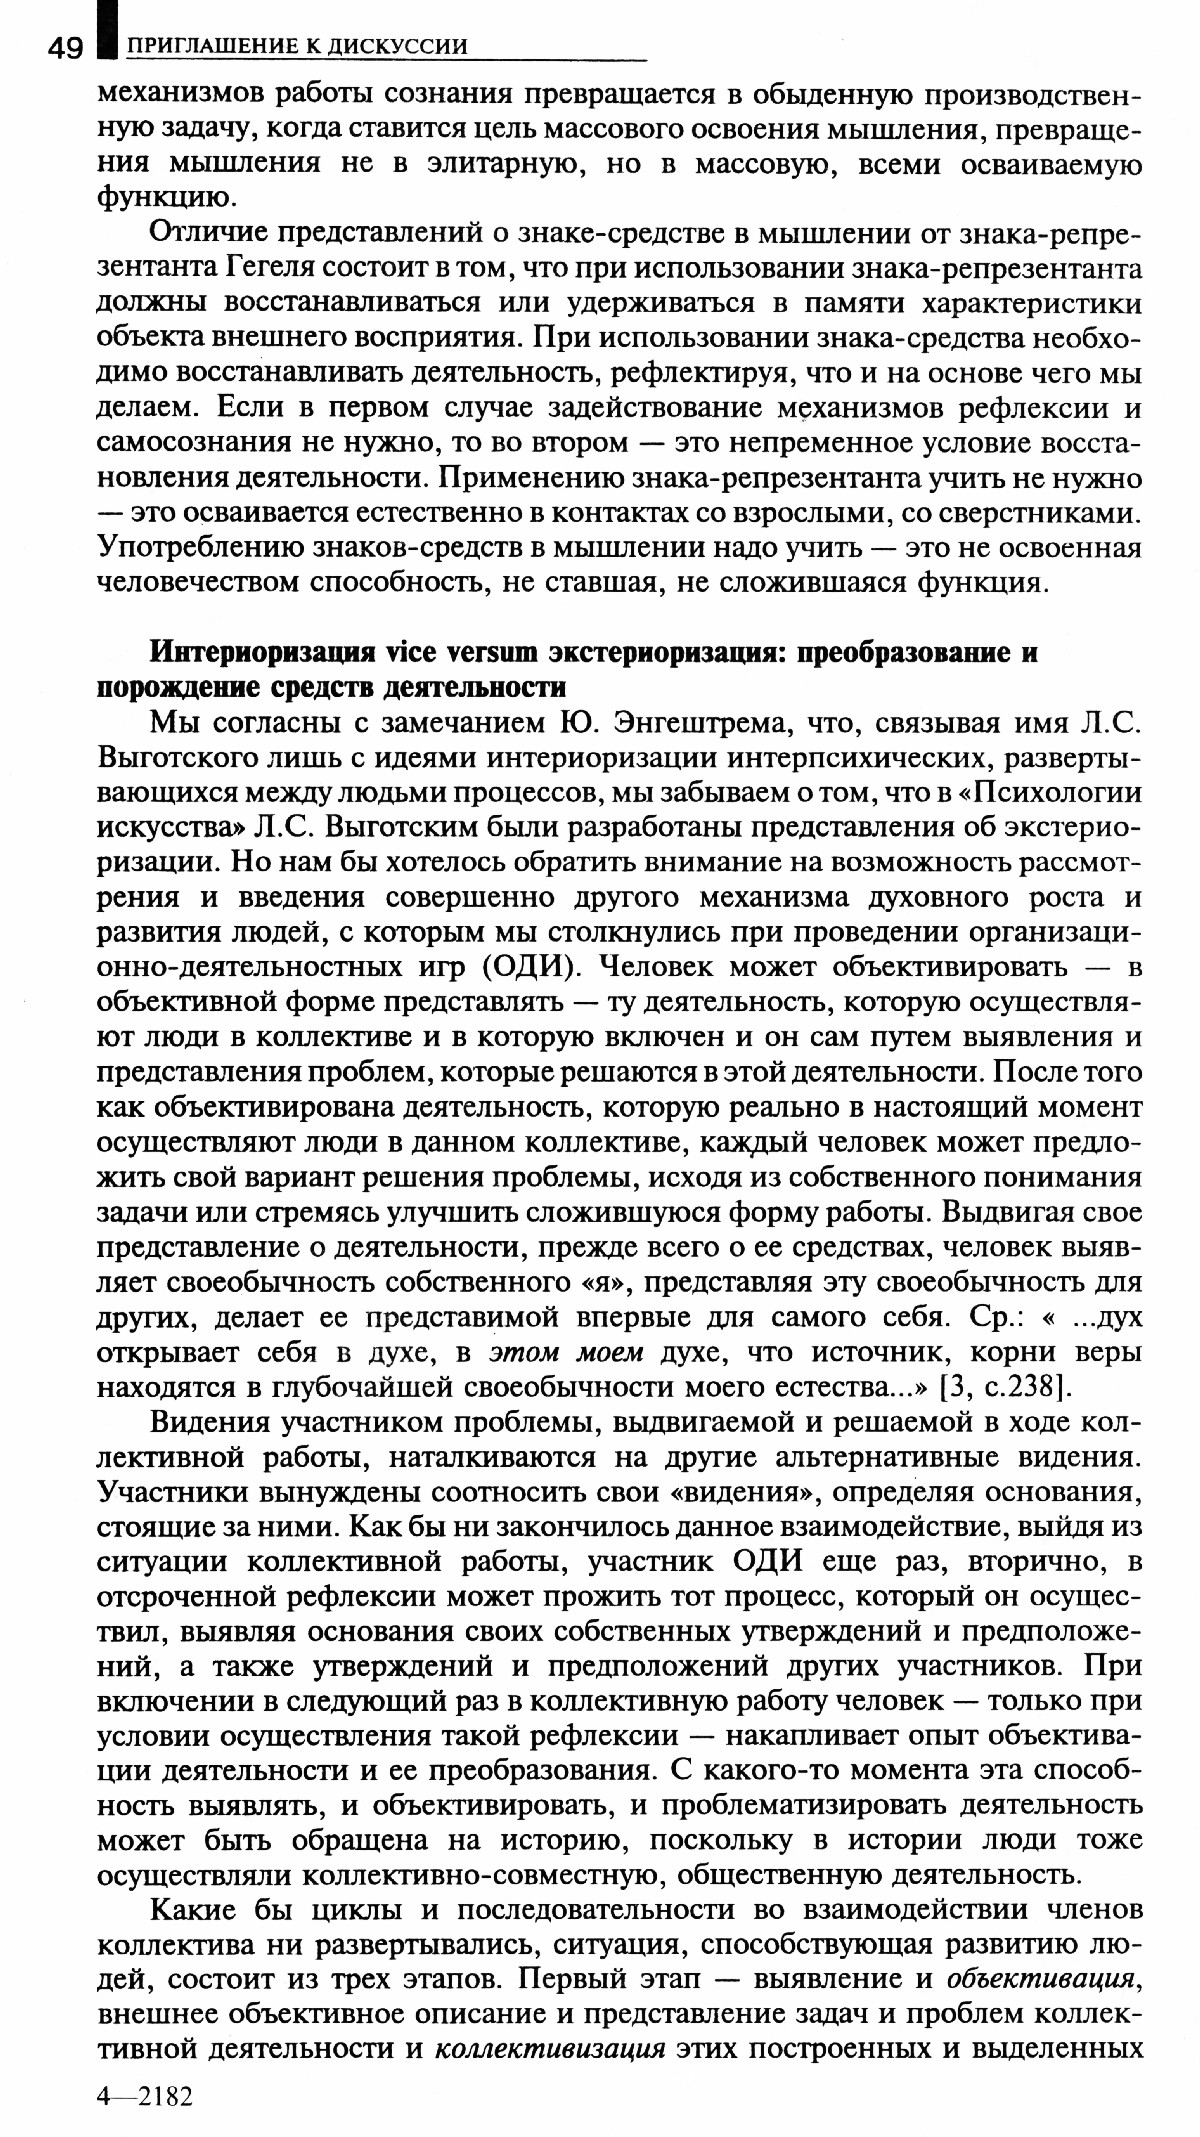 49 ПРИГЛАШЕНИЕ К ДИСКУССИИ
механизмов работы сознания превращается в обыденную производствен-
ную задачу, когда ставится цель массового освоения мышления, превраще-
ния мышления не в элитарную, но в массовую, всеми осваиваемую
функцию.
Отличие представлений о знаке-средстве в мышлении от знака-репре-
зентанта Гегеля состоит в том, что при использовании знака-репрезентанта
должны восстанавливаться или удерживаться в памяти характеристики
объекта внешнего восприятия. При использовании знака-средства необхо-
димо восстанавливать деятельность, рефлектируя, что и на основе чего мы
делаем. Если в первом случае задействование механизмов рефлексии и
самосознания не нужно, то во втором — это непременное условие восста-
новления деятельности. Применению знака-репрезентанта учить не нужно
— это осваивается естественно в контактах со взрослыми, со сверстниками.
Употреблению знаков-средств в мышлении надо учить — это не освоенная
человечеством способность, не ставшая, не сложившаяся функция.
Интериоризация vice versum экстериоризация: преобразование и
порождение средств деятельности
Мы согласны с замечанием Ю. Энгештрема, что, связывая имя Л.С.
Выготского лишь с идеями интериоризации интерпсихических, разверты-
вающихся между людьми процессов, мы забываем о том, что в «Психологии
искусства» Л.С. Выготским были разработаны представления об экстерио-
ризации. Но нам бы хотелось обратить внимание на возможность рассмот-
рения и введения совершенно другого механизма духовного роста и
развития людей, с которым мы столкнулись при проведении организаци-
онно-деятельностных игр (ОДИ). Человек может объективировать — в
объективной форме представлять — ту деятельность, которую осуществля-
ют люди в коллективе и в которую включен и он сам путем выявления и
представления проблем, которые решаются в этой деятельности. После того
как объективирована деятельность, которую реально в настоящий момент
осуществляют люди в данном коллективе, каждый человек может предло-
жить свой вариант решения проблемы, исходя из собственного понимания
задачи или стремясь улучшить сложившуюся форму работы. Выдвигая свое
представление о деятельности, прежде всего о ее средствах, человек выяв-
ляет своеобычность собственного «я», представляя эту своеобычность для
других, делает ее представимой впервые для самого себя. Ср.: « ...дух
открывает себя в духе, в этом моем духе, что источник, корни веры
находятся в глубочайшей своеобычности моего естества...» [3, с.238].
Видения участником проблемы, выдвигаемой и решаемой в ходе кол-
лективной работы, наталкиваются на другие альтернативные видения.
Участники вынуждены соотносить свои «видения», определяя основания,
стоящие за ними. Как бы ни закончилось данное взаимодействие, выйдя из
ситуации коллективной работы, участник ОДИ еще раз, вторично, в
отсроченной рефлексии может прожить тот процесс, который он осущес-
твил, выявляя основания своих собственных утверждений и предположе-
ний, а также утверждений и предположений других участников. При
включении в следующий раз в коллективную работу человек — только при
условии осуществления такой рефлексии — накапливает опыт объектива-
ции деятельности и ее преобразования. С какого-то момента эта способ-
ность выявлять, и объективировать, и проблематизировать деятельность
может быть обращена на историю, поскольку в истории люди тоже
осуществляли коллективно-совместную, общественную деятельность.
Какие бы циклы и последовательности во взаимодействии членов
коллектива ни развертывались, ситуация, способствующая развитию лю-
дей, состоит из трех этапов. Первый этап — выявление и объективация,
внешнее объективное описание и представление задач и проблем коллек-
тивной деятельности и коллективизация этих построенных и выделенных
4—2182